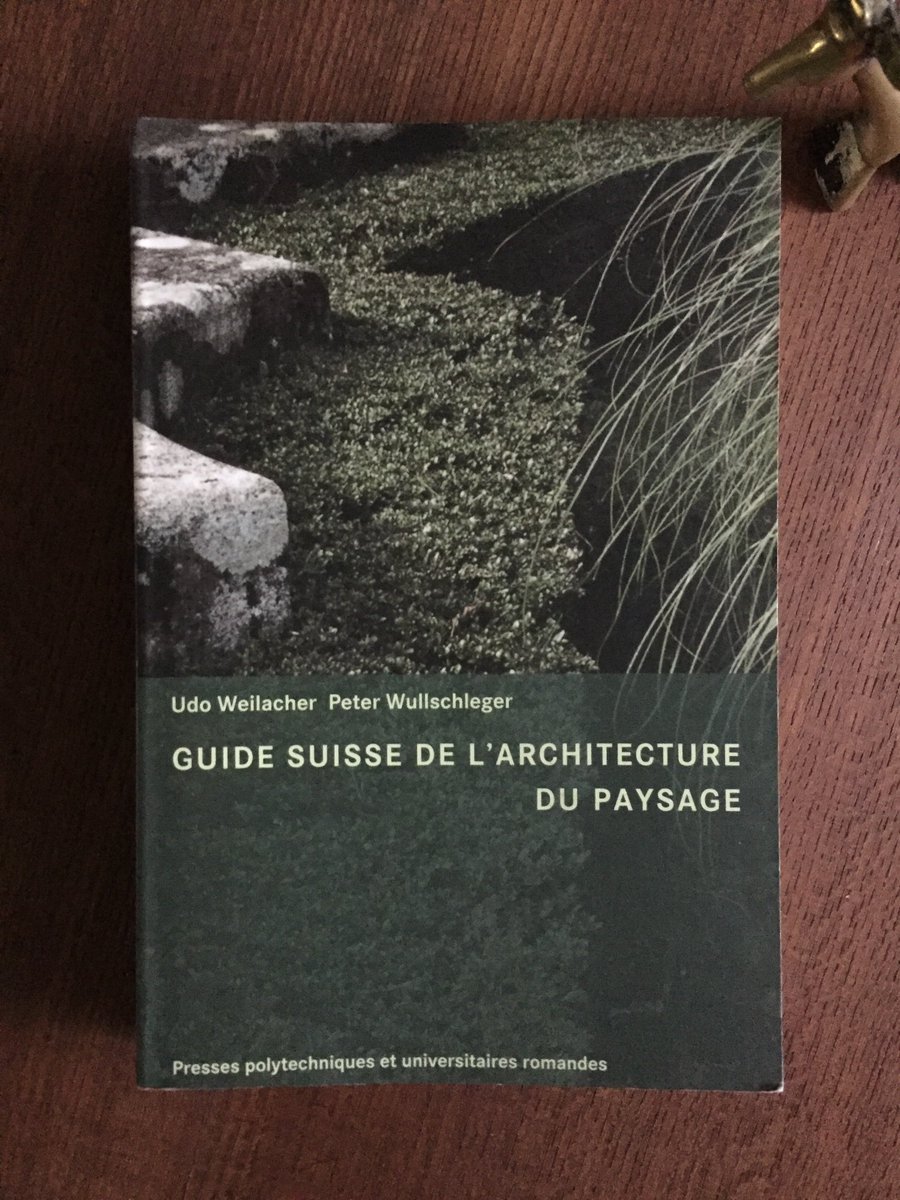 Udo Weilacher Peter Wullschleger
GUIDE SUISSE DE L'ARCHITECTURE
DU PAYSAGE
Presses polytechniques et universitaires romandes